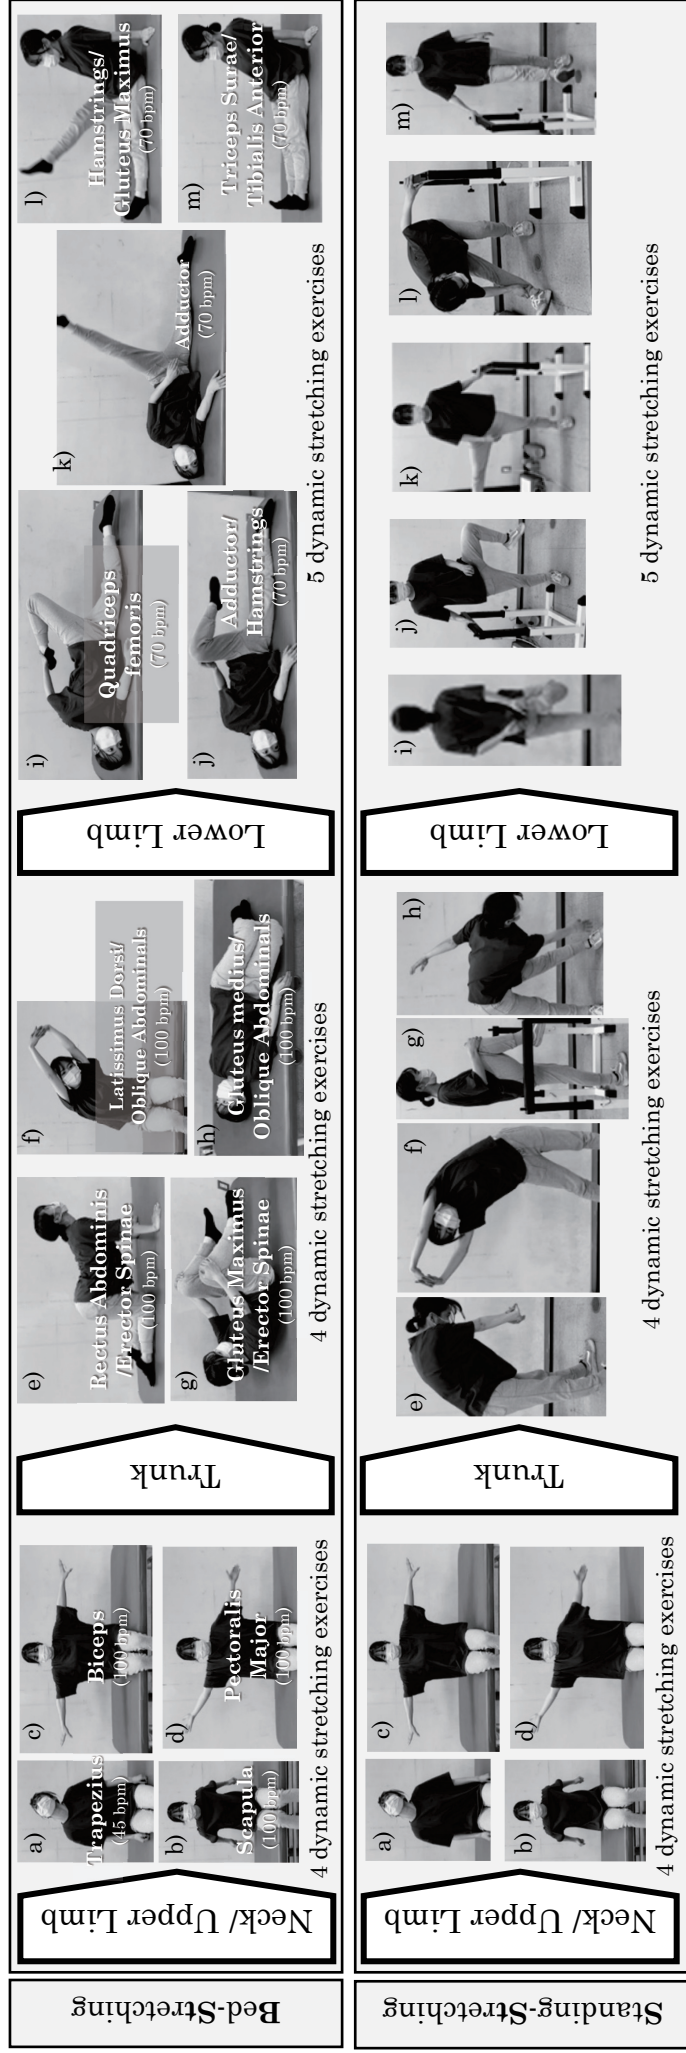 Bed-Stretching
Neck/ Upper Limb
a)
Trapezius
(45 bpm)
b)
Scapula
(100 bpm)
c)
Biceps
(100 bpm)
d)
Pectoralis
Major
(100 bpm)
4 dynamic stretching exercises
Trunk
e)
Rectus Abdominis
/Erector Spinae
(100 bpm)
f)
Latissimus Dorsi/
Oblique Abdominals
(100 bpm)
g)
Gluteus Maximus
/Erector Spinae
(100 bpm)
h)
Gluteus medius/
Oblique Abdominals
(100 bpm)
4 dynamic stretching exercises
Lower Limb
i)
Quadriceps
femoris
(70 bpm)
j)
Adductor/
Hamstrings
(70 bpm)
k)
Adductor
(70 bpm)
l)
Hamstrings/
Gluteus Maximus
(70 bpm)
m)
Triceps Surae/
Tibialis Anterior
(70 bpm)
5 dynamic stretching exercises
Standing-Stretching
Neck/ Upper Limb
a)
b)
c)
d)
4 dynamic stretching exercises
Trunk
e)
f)
g)
h)
4 dynamic stretching exercises
Lower Limb
i)
j)
k)
l)
m)
5 dynamic stretching exercises